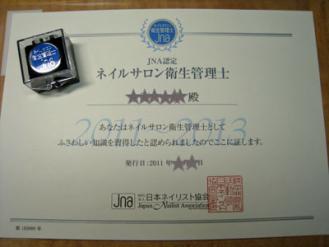 JNA認定
ネイルサロン衛生管理士
★★★★★★殿
2011-2013
あなたはネイルサロン衛生管理士として
ふさわしい知識を習得したと認められましたのでここに証します。
発行日:2011年★★★日
Jna 日本ネイリスト協会
Japan Nailist Association